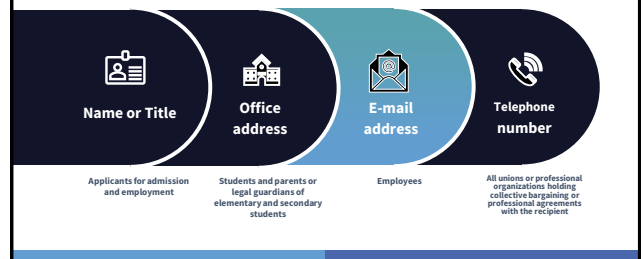 Name or Title
Office
address
E-mail
address
Telephone
number
Applicants for admission
and employment
Students and parents or
legal guardians of
elementary and secondary
students
Employees
All unions or professional
organizations holding
collective bargaining or
professional agreements
with the recipient